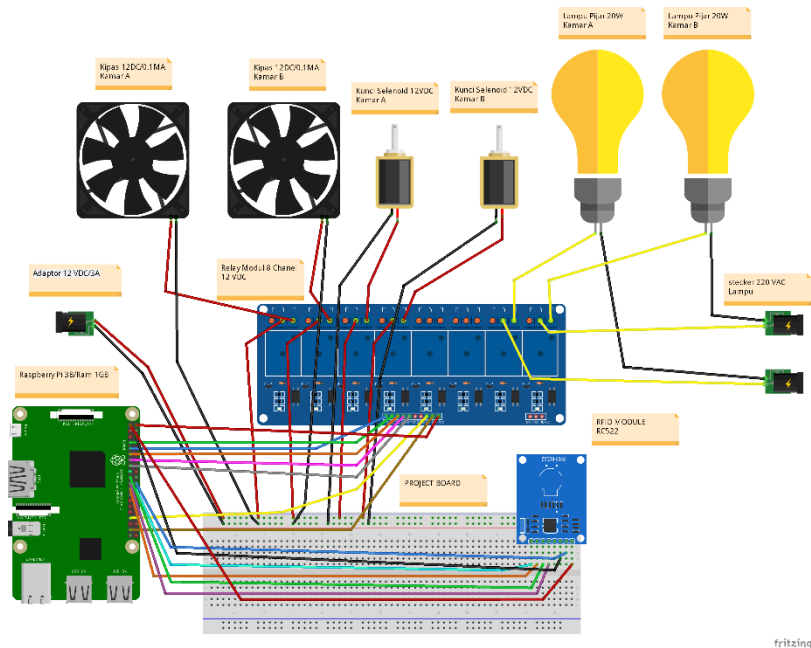 Kipas 12DC/0.1MA
Kamar A
Kipas 12DC/0.1MA
Kamar B
Kunci Selenoid 12VDC
Kamar A
Kunci Selenoid 12VDC
Kamar B
Lampu Pijar 20W
Kamar A
Lampu Pijar 20W
Kamar B
Adaptor 12 VDC/3A
Relay Modul 8 Chanel
12 VDC
stecker 220 VAC
Lampu
Raspberry Pi 3B/Ram 1GB
RFID MODULE
RC522
PROJECT BOARD
fritzing